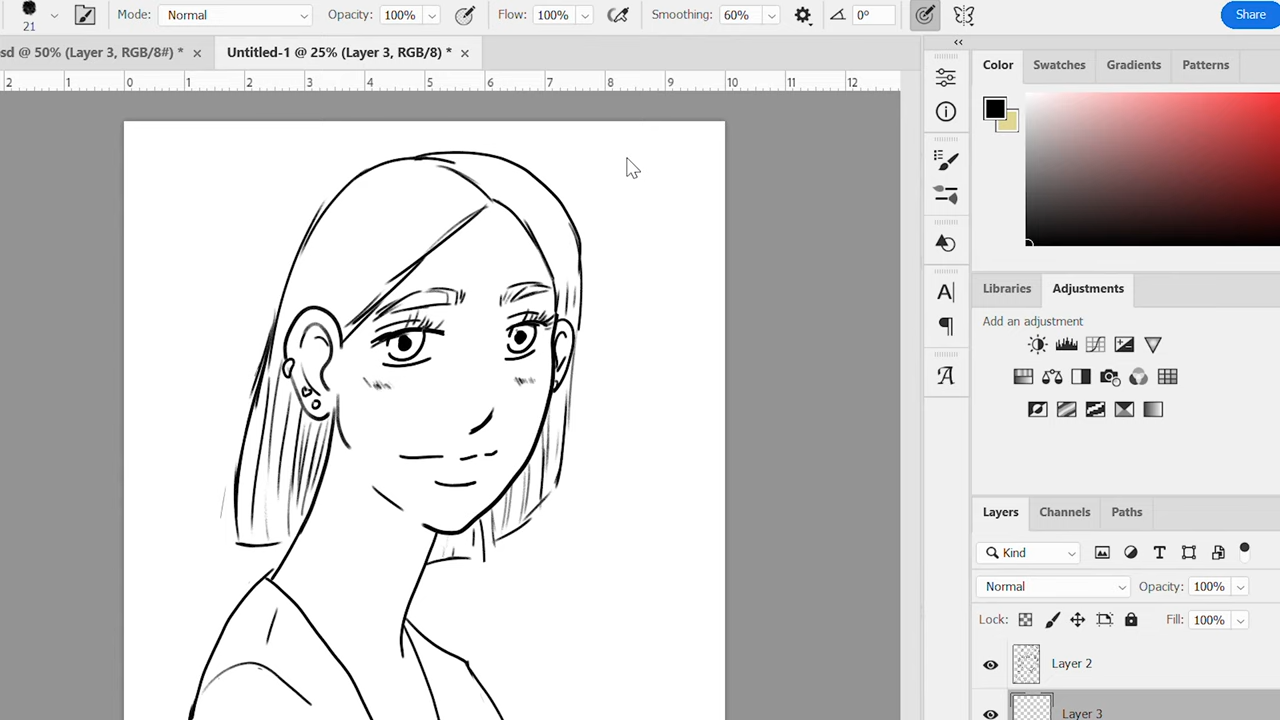 21 Mode: Normal Opacity: 100% Flow: 100% Smoothing: 60% 0° Share
sd @ 50% (Layer 3, RGB/8#) * × Untitled-1 @ 25% (Layer 3, RGB/8) * ×
2 1 0 1 2 3 4 5 6 7 8 9 10 11 12
Color Swatches Gradients Patterns
Libraries Adjustments
Add an adjustment
Layers Channels Paths
Kind
Normal Opacity: 100%
Lock: Fill: 100%
Layer 2
Layer 3